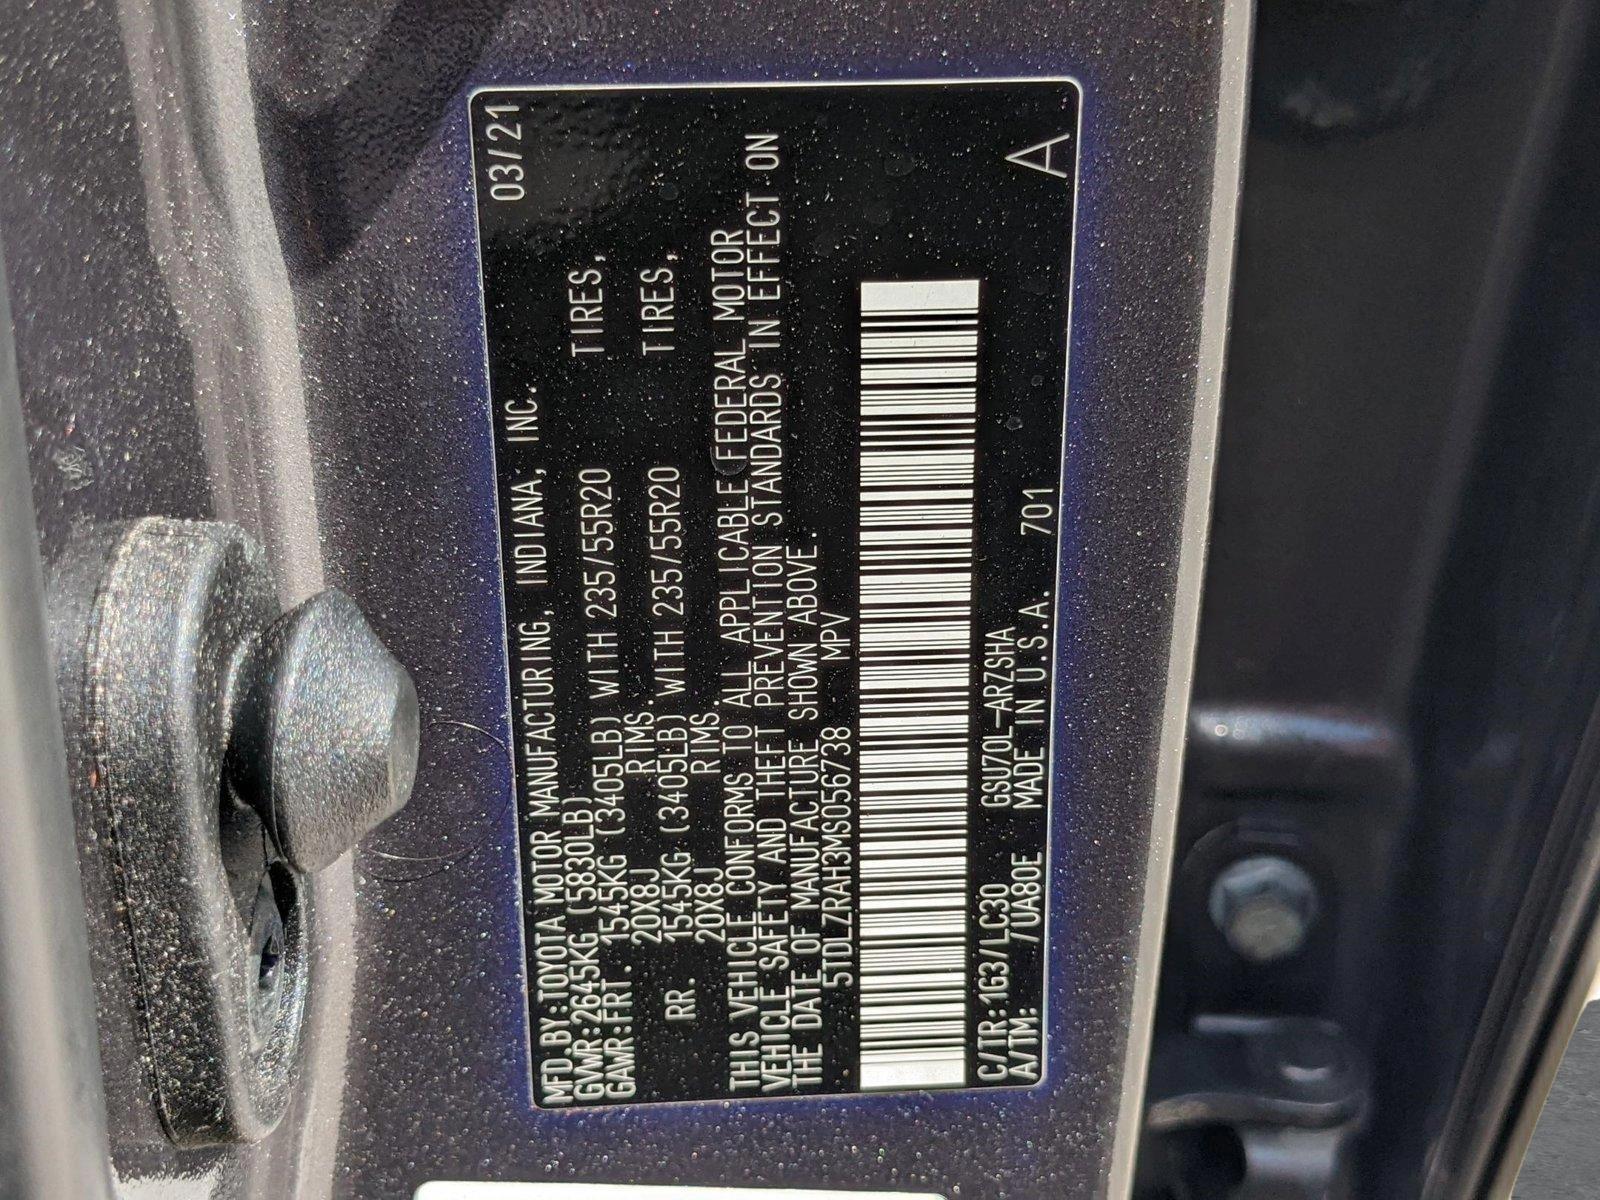 MFD.BY:TOYOTA MOTOR MANUFACTURING, INDIANA, INC. 03/21
GVWR:2645KG (5830LB)
GAWR:FRT. 1545KG (3405LB) WITH 235/55R20 TIRES,
20X8J RIMS.
RR. 1545KG (3405LB) WITH 235/55R20 TIRES,
20X8J RIMS
THIS VEHICLE CONFORMS TO ALL APPLICABLE FEDERAL MOTOR
VEHICLE SAFETY AND THEFT PREVENTION STANDARDS IN EFFECT ON
THE DATE OF MANUFACTURE SHOWN ABOVE.
5TDLZRAH3MS056738 MPV
C/TR:1G3/LC30 GSU70L-ARZSHA
A/TM: /UA80E MADE IN U.S.A. 701 A